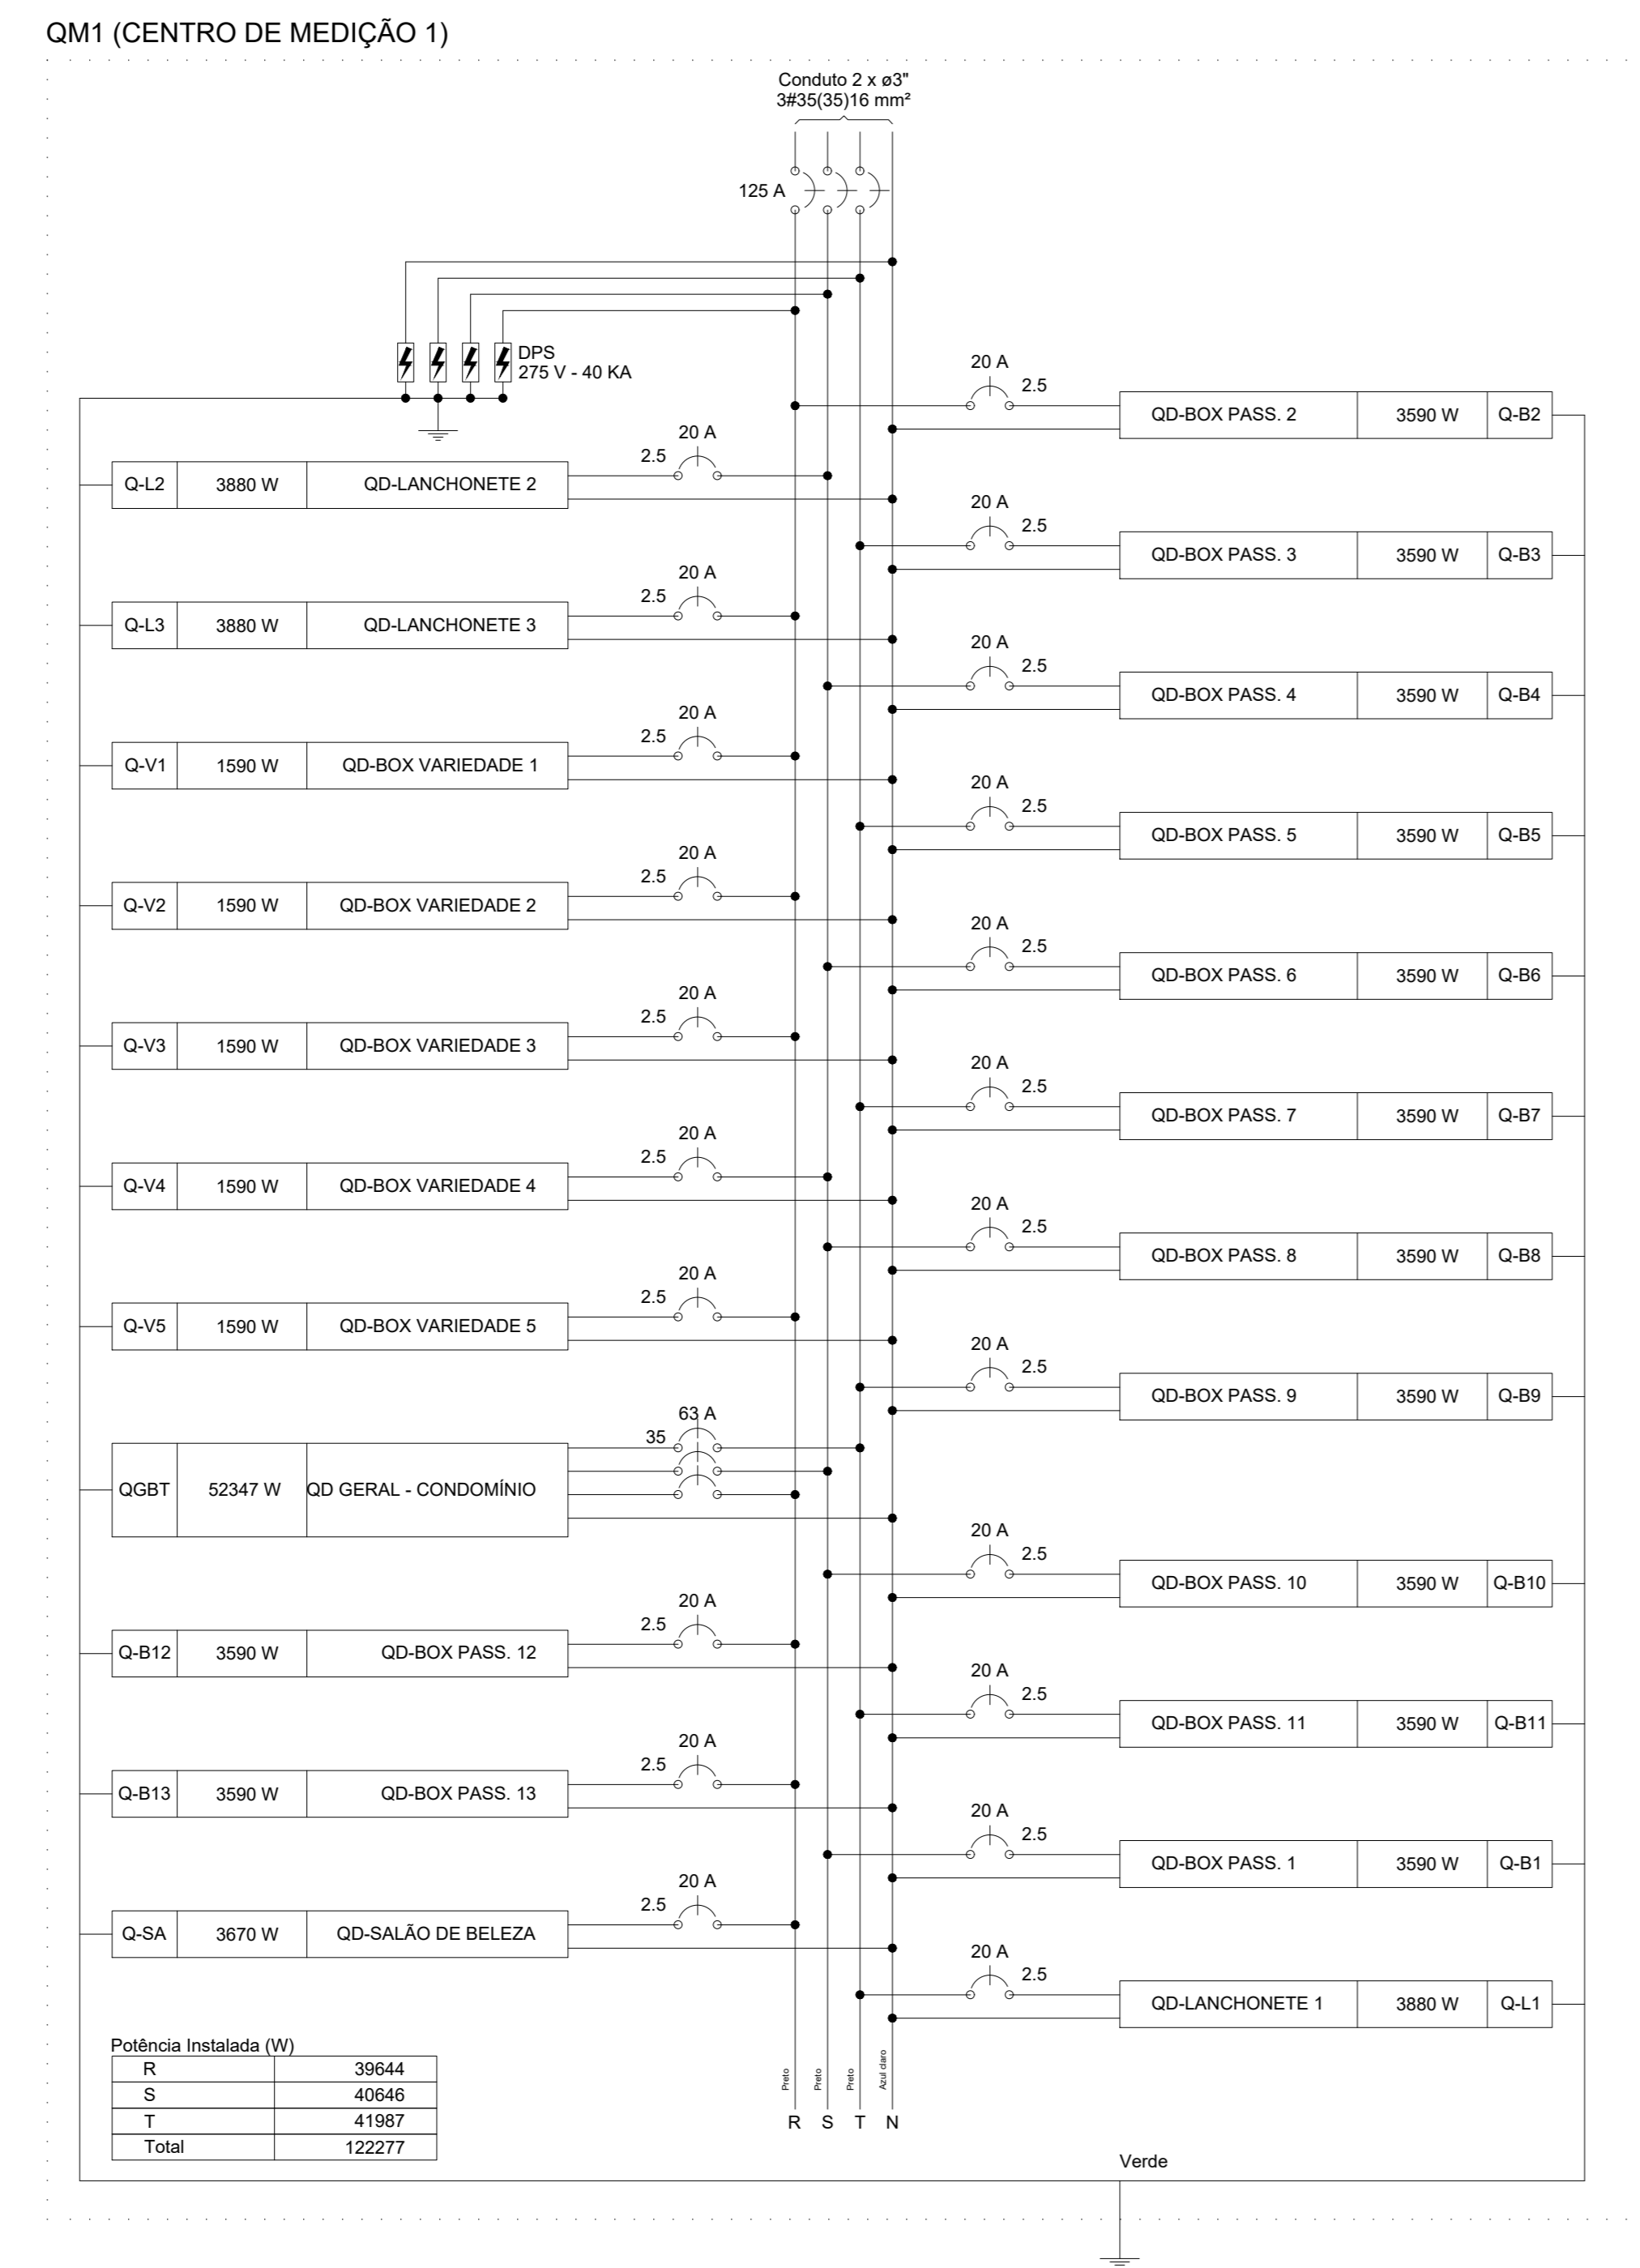 QM1 (CENTRO DE MEDIÇÃO 1)
Conduto 2 x ø3"
3#35(35)16 mm²
125 A
DPS
275 V - 40 KA
20 A
2.5
QD-BOX PASS. 2 3590 W Q-B2
20 A
2.5
Q-L2 3880 W QD-LANCHONETE 2
20 A
2.5
QD-BOX PASS. 3 3590 W Q-B3
20 A
2.5
Q-L3 3880 W QD-LANCHONETE 3
20 A
2.5
QD-BOX PASS. 4 3590 W Q-B4
20 A
2.5
Q-V1 1590 W QD-BOX VARIEDADE 1
20 A
2.5
QD-BOX PASS. 5 3590 W Q-B5
20 A
2.5
Q-V2 1590 W QD-BOX VARIEDADE 2
20 A
2.5
QD-BOX PASS. 6 3590 W Q-B6
20 A
2.5
Q-V3 1590 W QD-BOX VARIEDADE 3
20 A
2.5
QD-BOX PASS. 7 3590 W Q-B7
20 A
2.5
Q-V4 1590 W QD-BOX VARIEDADE 4
20 A
2.5
QD-BOX PASS. 8 3590 W Q-B8
20 A
2.5
Q-V5 1590 W QD-BOX VARIEDADE 5
20 A
2.5
QD-BOX PASS. 9 3590 W Q-B9
63 A
35
QGBT 52347 W QD GERAL - CONDOMÍNIO
20 A
2.5
QD-BOX PASS. 10 3590 W Q-B10
20 A
2.5
Q-B12 3590 W QD-BOX PASS. 12
20 A
2.5
QD-BOX PASS. 11 3590 W Q-B11
20 A
2.5
Q-B13 3590 W QD-BOX PASS. 13
20 A
2.5
QD-BOX PASS. 1 3590 W Q-B1
20 A
2.5
Q-SA 3670 W QD-SALÃO DE BELEZA
20 A
2.5
QD-LANCHONETE 1 3880 W Q-L1
Potência Instalada (W)
R 39644
S 40646
T 41987
Total 122277
Preto Preto Preto Azul claro
R S T N
Verde